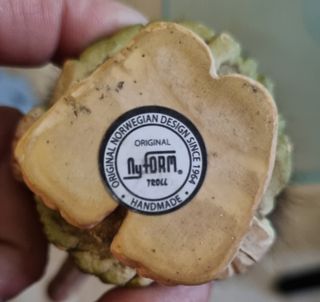 ORIGINAL NORWEGIAN DESIGN SINCE 1964
ORIGINAL
NyFORM®
TROLL
• HANDMADE •